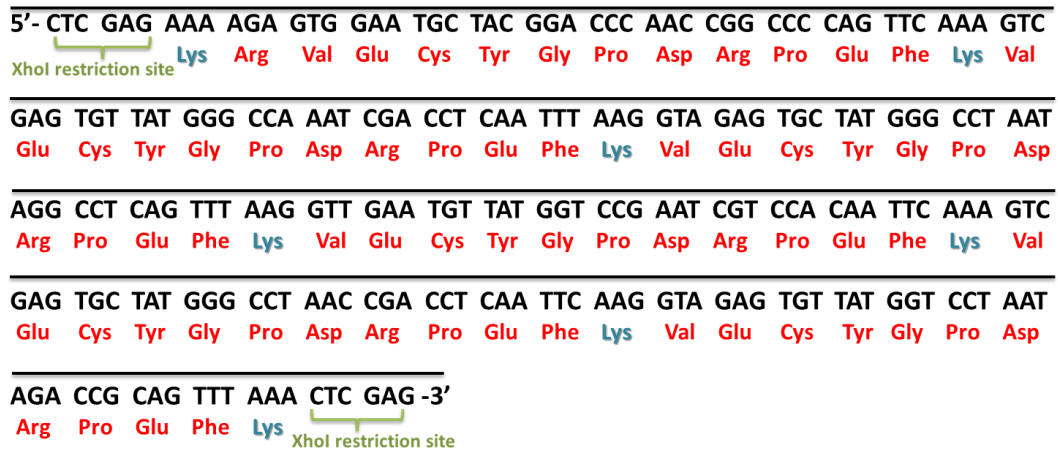 5'- CTC GAG AAA AGA GTG GAA TGC TAC GGA CCC AAC CGG CCC CAG TTC AAA GTC
XhoI restriction site Lys Arg Val Glu Cys Tyr Gly Pro Asp Arg Pro Glu Phe Lys Val
GAG TGT TAT GGG CCA AAT CGA CCT CAA TTT AAG GTA GAG TGC TAT GGG CCT AAT
Glu Cys Tyr Gly Pro Asp Arg Pro Glu Phe Lys Val Glu Cys Tyr Gly Pro Asp
AGG CCT CAG TTT AAG GTT GAA TGT TAT GGT CCG AAT CGT CCA CAA TTC AAA GTC
Arg Pro Glu Phe Lys Val Glu Cys Tyr Gly Pro Asp Arg Pro Glu Phe Lys Val
GAG TGC TAT GGG CCT AAC CGA CCT CAA TTC AAG GTA GAG TGT TAT GGT CCT AAT
Glu Cys Tyr Gly Pro Asp Arg Pro Glu Phe Lys Val Glu Cys Tyr Gly Pro Asp
AGA CCG CAG TTT AAA CTC GAG -3'
Arg Pro Glu Phe Lys XhoI restriction site